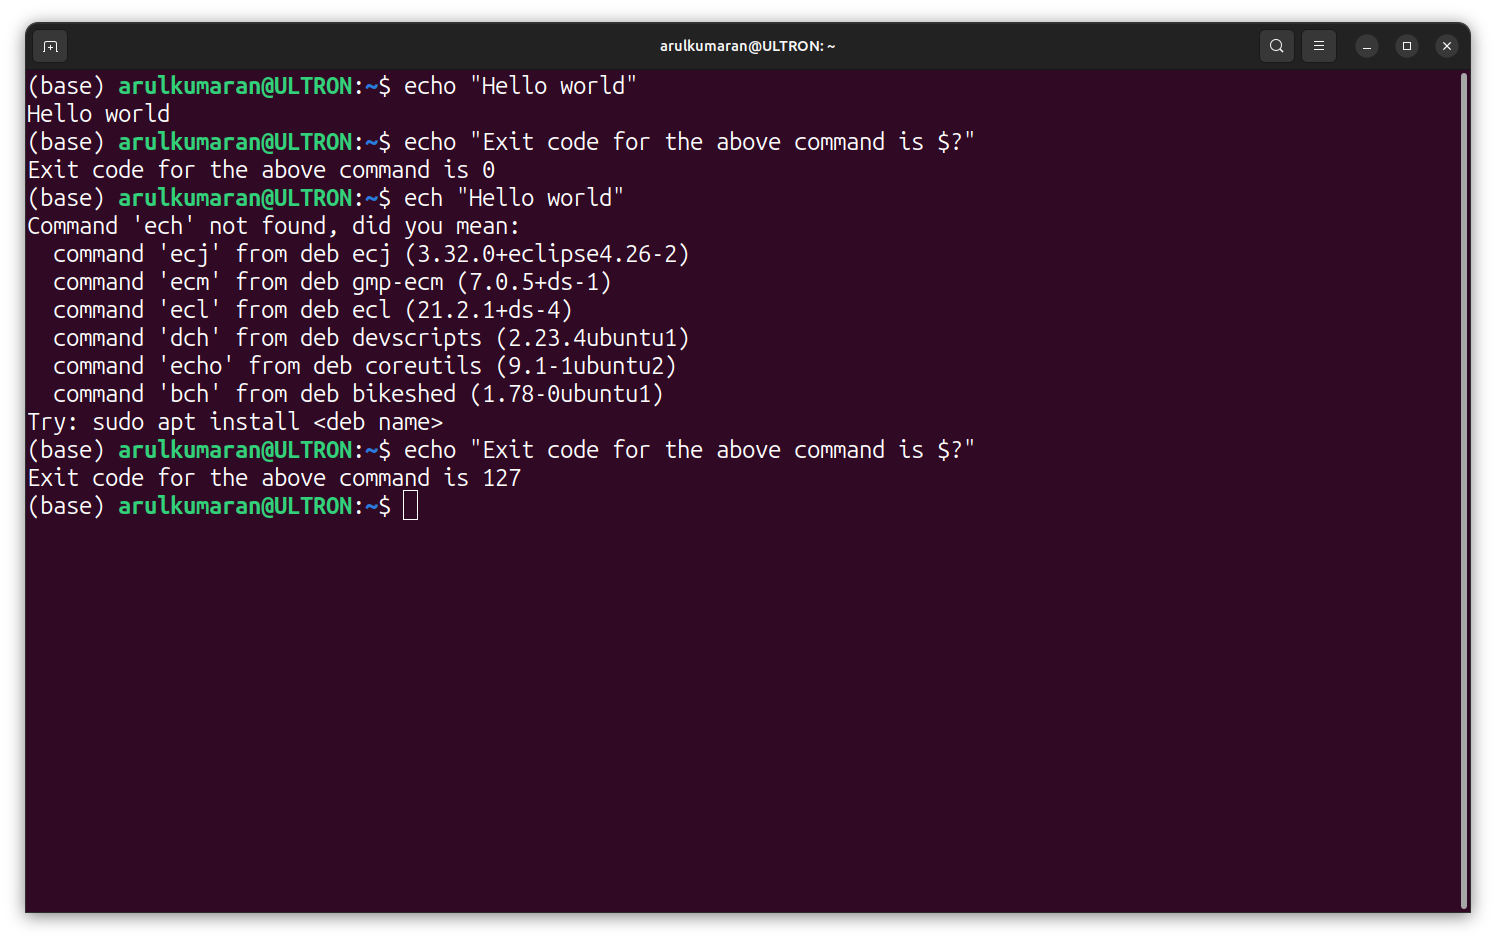 arulkumaran@ULTRON: ~
(base) arulkumaran@ULTRON:~$ echo "Hello world"
Hello world
(base) arulkumaran@ULTRON:~$ echo "Exit code for the above command is $?"
Exit code for the above command is 0
(base) arulkumaran@ULTRON:~$ ech "Hello world"
Command 'ech' not found, did you mean:
  command 'ecj' from deb ecj (3.32.0+eclipse4.26-2)
  command 'ecm' from deb gmp-ecm (7.0.5+ds-1)
  command 'ecl' from deb ecl (21.2.1+ds-4)
  command 'dch' from deb devscripts (2.23.4ubuntu1)
  command 'echo' from deb coreutils (9.1-1ubuntu2)
  command 'bch' from deb bikeshed (1.78-0ubuntu1)
Try: sudo apt install <deb name>
(base) arulkumaran@ULTRON:~$ echo "Exit code for the above command is $?"
Exit code for the above command is 127
(base) arulkumaran@ULTRON:~$